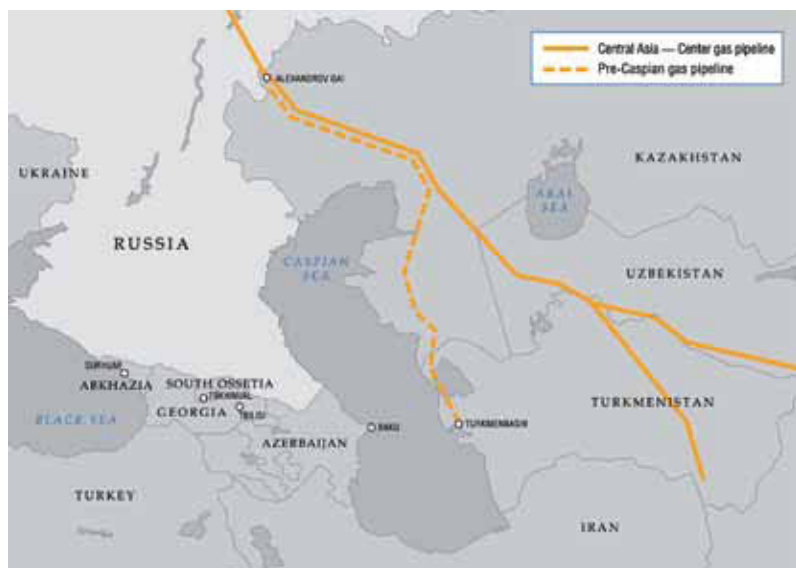 Central Asia — Center gas pipeline
Pre-Caspian gas pipeline
ALEXANDROV GAI
UKRAINE
KAZAKHSTAN
ARAL
SEA
RUSSIA
CASPIAN
SEA
UZBEKISTAN
SUKHUMI
ABKHAZIA
SOUTH OSSETIA
TSKHINVAL
GEORGIA
TBILISI
TURKMENISTAN
BLACK SEA
BAKU
TURKMENBASHI
AZERBAIJAN
TURKEY
IRAN